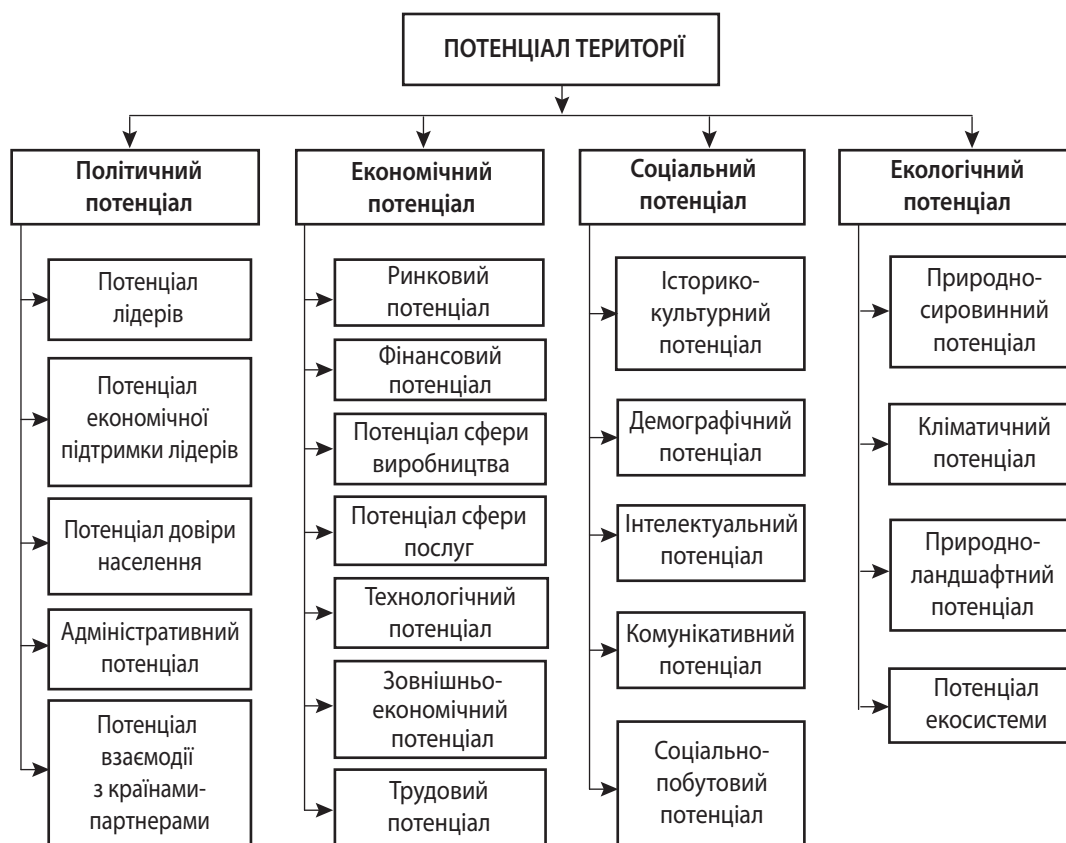 ПОТЕНЦІАЛ ТЕРИТОРІЇ
Політичний
потенціал
Потенціал
лідерів
Потенціал
економічної
підтримки лідерів
Потенціал довіри
населення
Адміністративний
потенціал
Потенціал
взаємодії
з країнами-
партнерами
Економічний
потенціал
Ринковий
потенціал
Фінансовий
потенціал
Потенціал сфери
виробництва
Потенціал сфери
послуг
Технологічний
потенціал
Зовнішньо-
економічний
потенціал
Трудовий
потенціал
Соціальний
потенціал
Історико-
культурний
потенціал
Демографічний
потенціал
Інтелектуальний
потенціал
Комунікативний
потенціал
Соціально-
побутовий
потенціал
Екологічний
потенціал
Природно-
сировинний
потенціал
Кліматичний
потенціал
Природно-
ландшафтний
потенціал
Потенціал
екосистеми